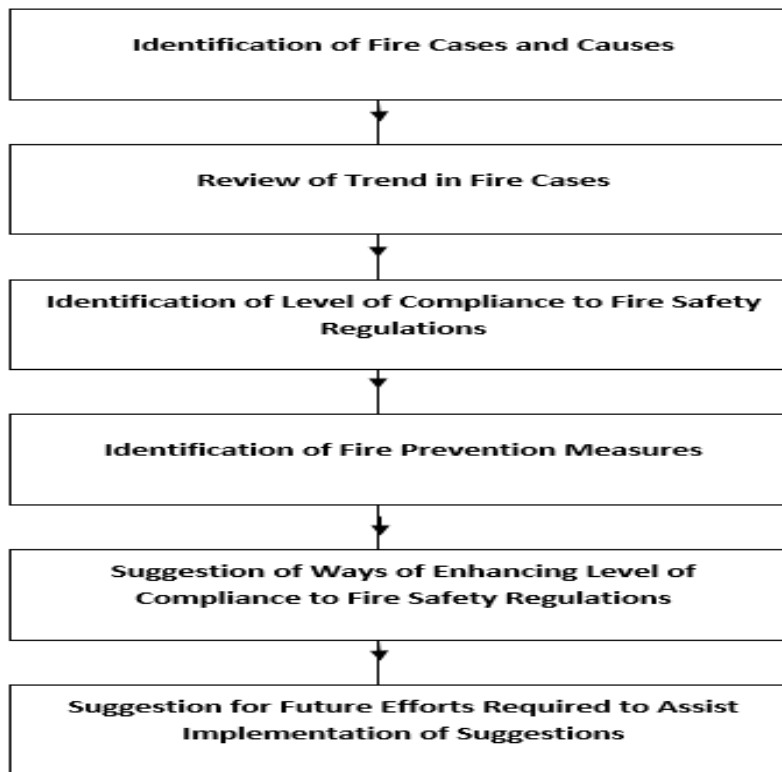 Identification of Fire Cases and Causes
Review of Trend in Fire Cases
Identification of Level of Compliance to Fire Safety
Regulations
Identification of Fire Prevention Measures
Suggestion of Ways of Enhancing Level of
Compliance to Fire Safety Regulations
Suggestion for Future Efforts Required to Assist
Implementation of Suggestions